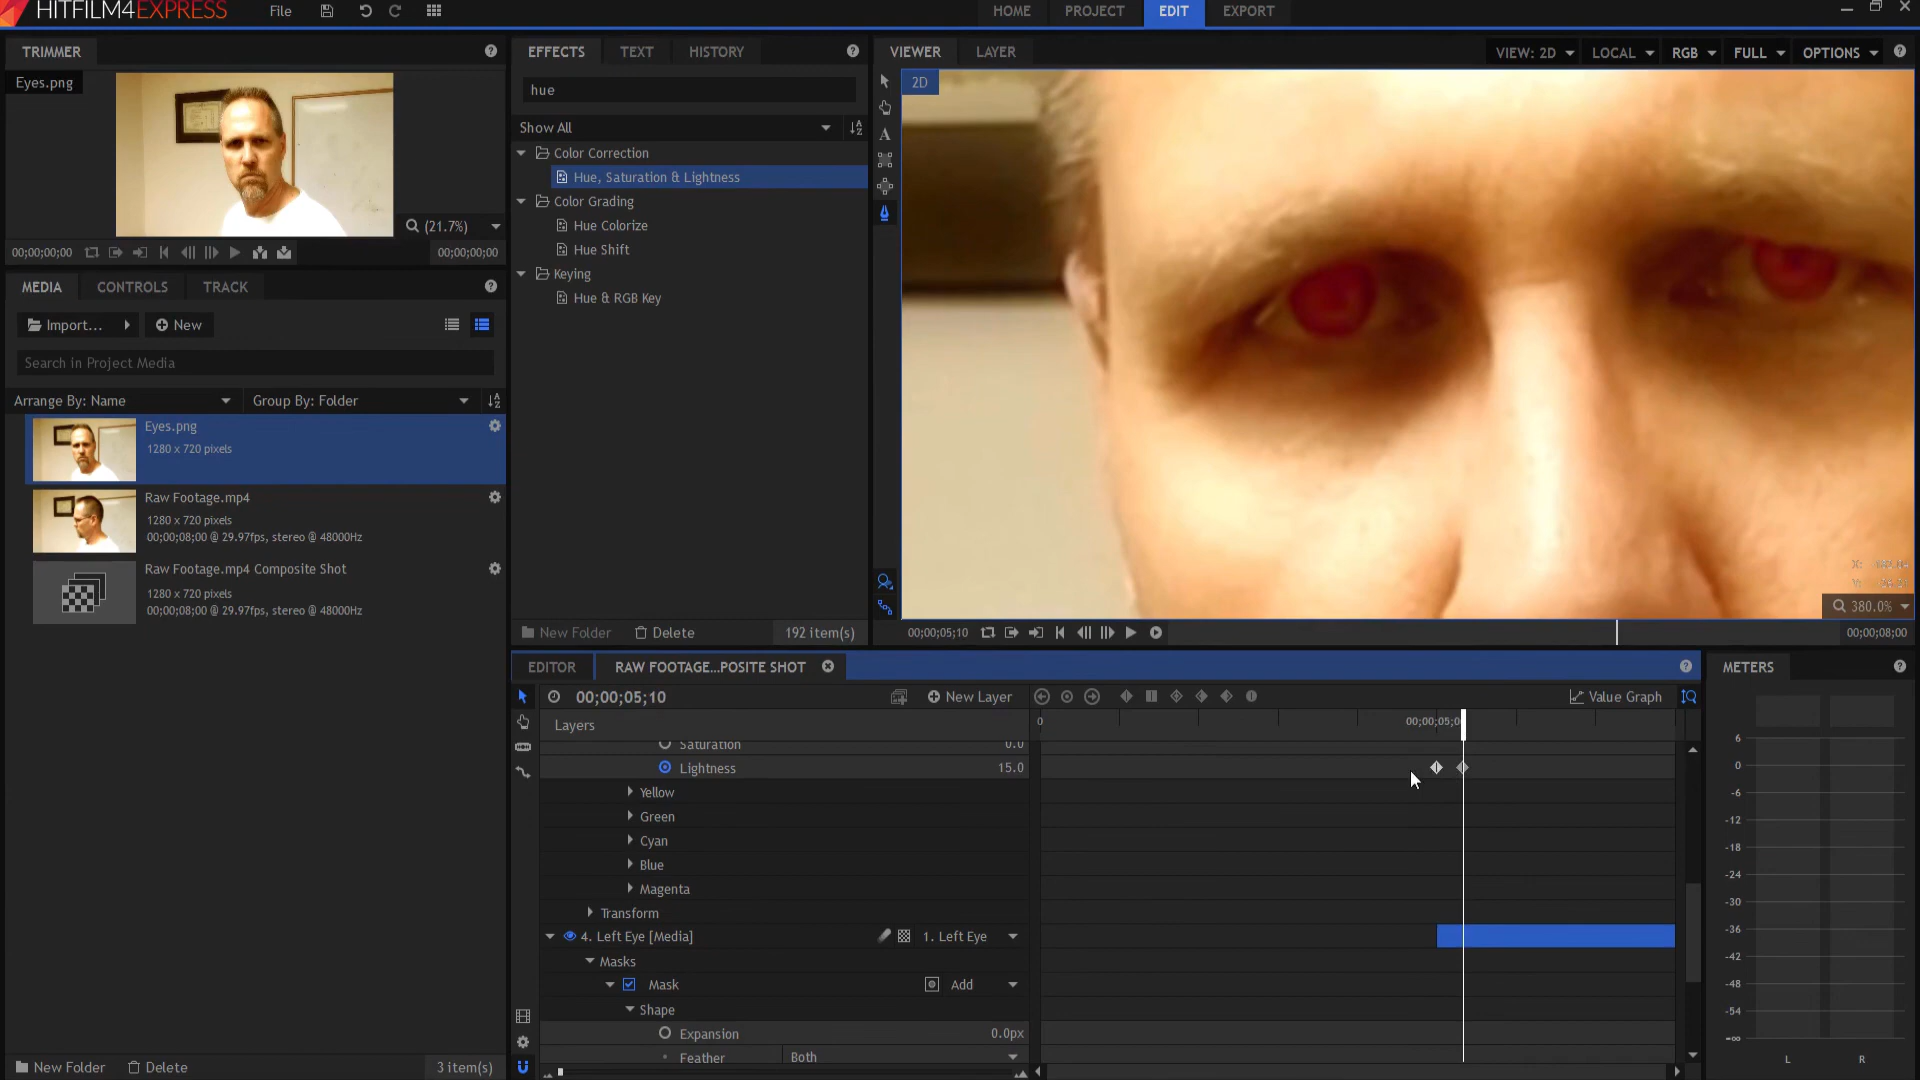 HITFILM4EXPRESS File HOME PROJECT EDIT EXPORT
TRIMMER
Eyes.png
(21.7%)
00;00;00;00 00;00;00;00
MEDIA CONTROLS TRACK
Import... New
Search in Project Media
Arrange By: Name Group By: Folder
Eyes.png
1280 x 720 pixels
Raw Footage.mp4
1280 x 720 pixels
00;00;08;00 @ 29.97fps, stereo @ 48000Hz
Raw Footage.mp4 Composite Shot
1280 x 720 pixels
00;00;08;00 @ 29.97fps, stereo @ 48000Hz
New Folder Delete 3 item(s)
EFFECTS TEXT HISTORY
hue
Show All
Color Correction
Hue, Saturation & Lightness
Color Grading
Hue Colorize
Hue Shift
Keying
Hue & RGB Key
New Folder Delete 192 item(s)
VIEWER LAYER VIEW: 2D LOCAL RGB FULL OPTIONS
2D
A
X:
Y:
380.0%
00;00;05;10 00;00;08;00
EDITOR RAW FOOTAGE...POSITE SHOT
00;00;05;10 New Layer Value Graph
Layers 0 00;00;05;0
Saturation 0.0
Lightness 15.0
Yellow
Green
Cyan
Blue
Magenta
Transform
4. Left Eye [Media] 1. Left Eye
Masks
Mask Add
Shape
Expansion 0.0px
Feather Both
METERS
6
0
-6
-12
-18
-24
-30
-36
-42
-48
-54
-∞
L R